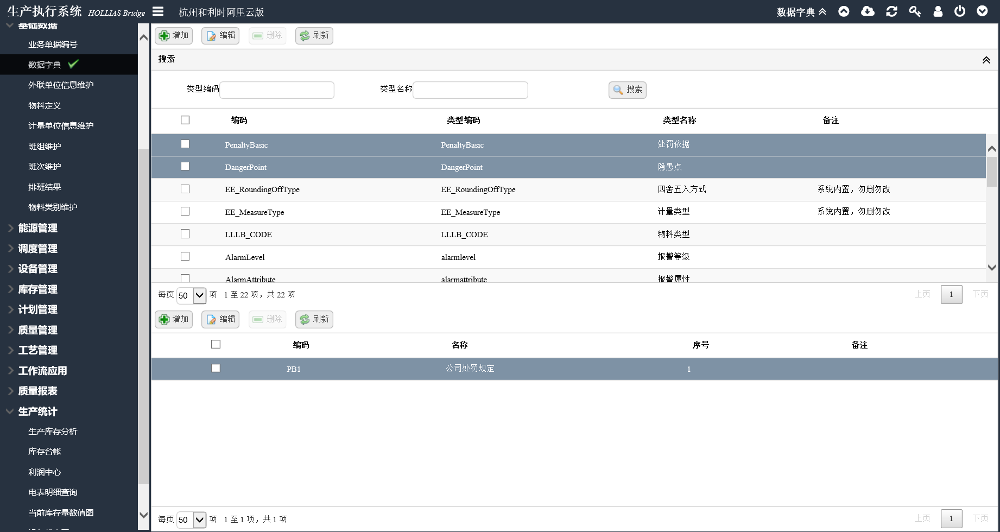 生产执行系统 HOLLIAS Bridge 杭州和利时阿里云版 数据字典
基础数据
业务单据编号
数据字典
外联单位信息维护
物料定义
计量单位信息维护
班组维护
班次维护
排班结果
物料类别维护
能源管理
调度管理
设备管理
库存管理
计划管理
质量管理
工艺管理
工作流应用
质量报表
生产统计
生产库存分析
库存台帐
利润中心
电表明细查询
当前库存量数值图
增加 编辑 删除 刷新
搜索
类型编码 类型名称 搜索
编码 类型编码 类型名称 备注
PenaltyBasic PenaltyBasic 处罚依据
DangerPoint DangerPoint 隐患点
EE_RoundingOffType EE_RoundingOffType 四舍五入方式 系统内置，勿删勿改
EE_MeasureType EE_MeasureType 计量类型 系统内置，勿删勿改
LLLB_CODE LLLB_CODE 物料类型
AlarmLevel alarmlevel 报警等级
AlarmAttribute alarmattribute 报警属性
每页 50 项 1 至 22 项，共 22 项 上页 1 下页
增加 编辑 删除 刷新
编码 名称 序号 备注
PB1 公司处罚规定 1
每页 50 项 1 至 1 项，共 1 项 上页 1 下页